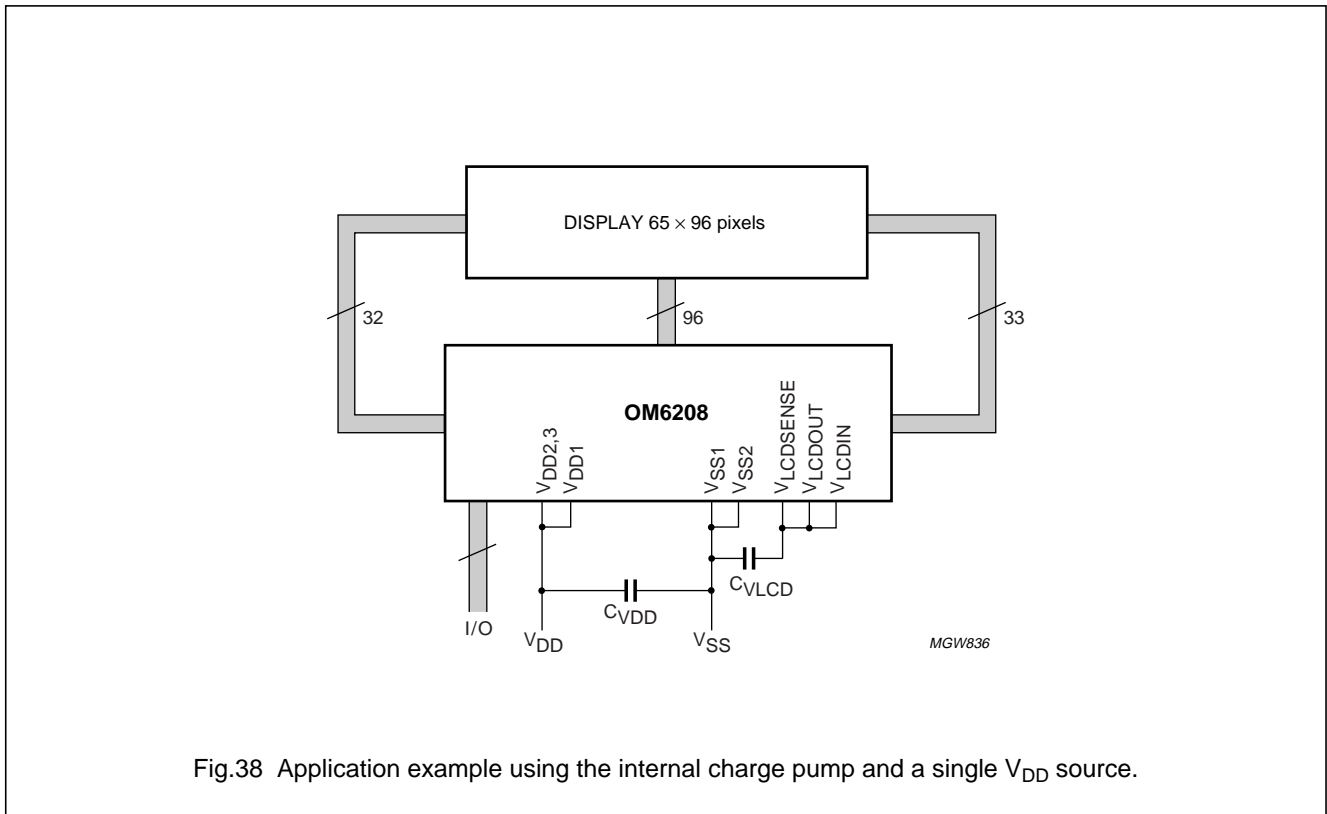 DISPLAY 65 × 96 pixels
32
96
33
OM6208
VDD2,3
VDD1
VSS1
VSS2
VLCDSENSE
VLCDOUT
VLCDIN
CVLCD
CVDD
I/O
VDD
VSS
MGW836
Fig.38 Application example using the internal charge pump and a single VDD source.